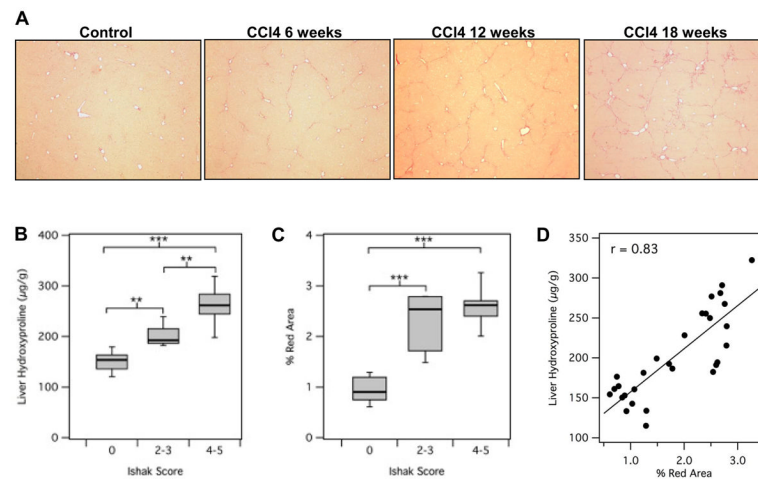 A
Control
CCl4 6 weeks
CCl4 12 weeks
CCl4 18 weeks
B
400
300
200
100
0
Liver Hydroxyproline (µg/g)
***
**
**
0
2-3
4-5
Ishak Score
C
4
3
2
1
0
% Red Area
***
***
0
2-3
4-5
Ishak Score
D
350
300
250
200
150
100
Liver Hydroxyproline (µg/g)
r = 0.83
1.0
2.0
3.0
% Red Area